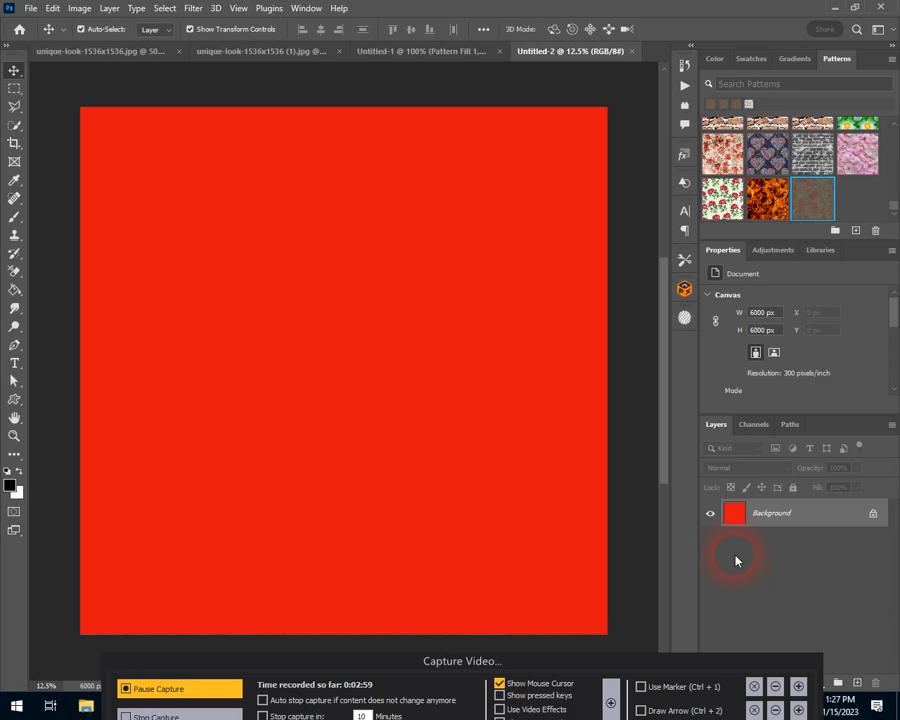 Ps File Edit Image Layer Type Select Filter 3D View Plugins Window Help
Auto-Select: Layer Show Transform Controls 3D Mode: Share
unique-look-1536x1536.jpg @ 50... unique-look-1536x1536 (1).jpg @... Untitled-1 @ 100% (Pattern Fill 1,... Untitled-2 @ 12.5% (RGB/8#)
Color Swatches Gradients Patterns
Search Patterns
Properties Adjustments Libraries
Document
Canvas
W 6000 px X 0 px
H 6000 px Y 0 px
Resolution: 300 pixels/inch
Mode
Layers Channels Paths
Kind
Normal Opacity: 100%
Lock: Fill: 100%
Background
Capture Video...
12.5% 6000 p
Pause Capture
Time recorded so far: 0:02:59
Auto stop capture if content does not change anymore
Stop capture in: 10 Minutes
Stop Capture
Show Mouse Cursor
Show pressed keys
Use Video Effects
Use Marker (Ctrl + 1)
Draw Arrow (Ctrl + 2)
1:27 PM
1/15/2023